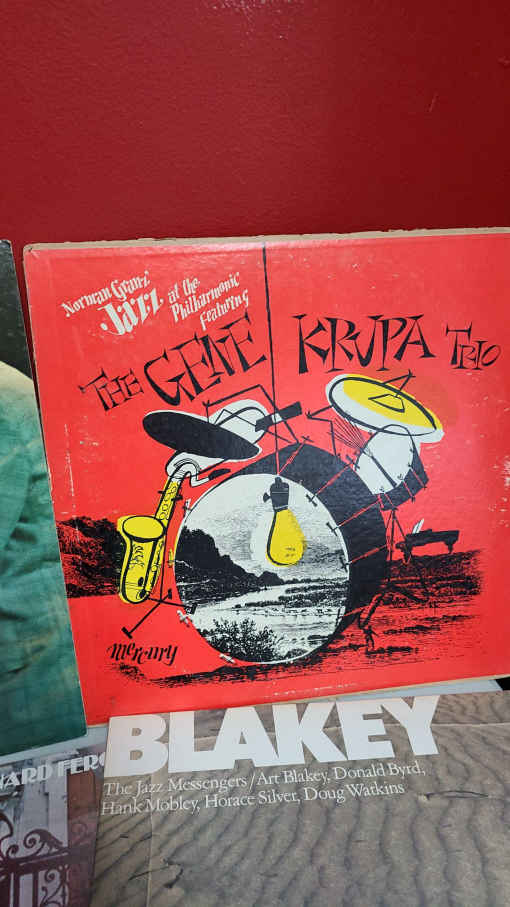 Norman Granz'
Jazz at the
Philharmonic
Featuring
THE GENE KRUPA TRIO
mercury
BLAKEY
The Jazz Messengers/Art Blakey, Donald Byrd,
Hank Mobley, Horace Silver, Doug Watkins